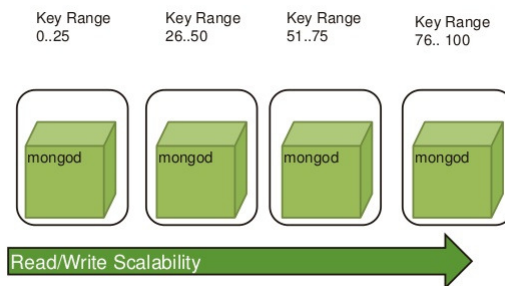 Key Range
0..25
Key Range
26..50
Key Range
51..75
Key Range
76.. 100
mongod
mongod
mongod
mongod
Read/Write Scalability